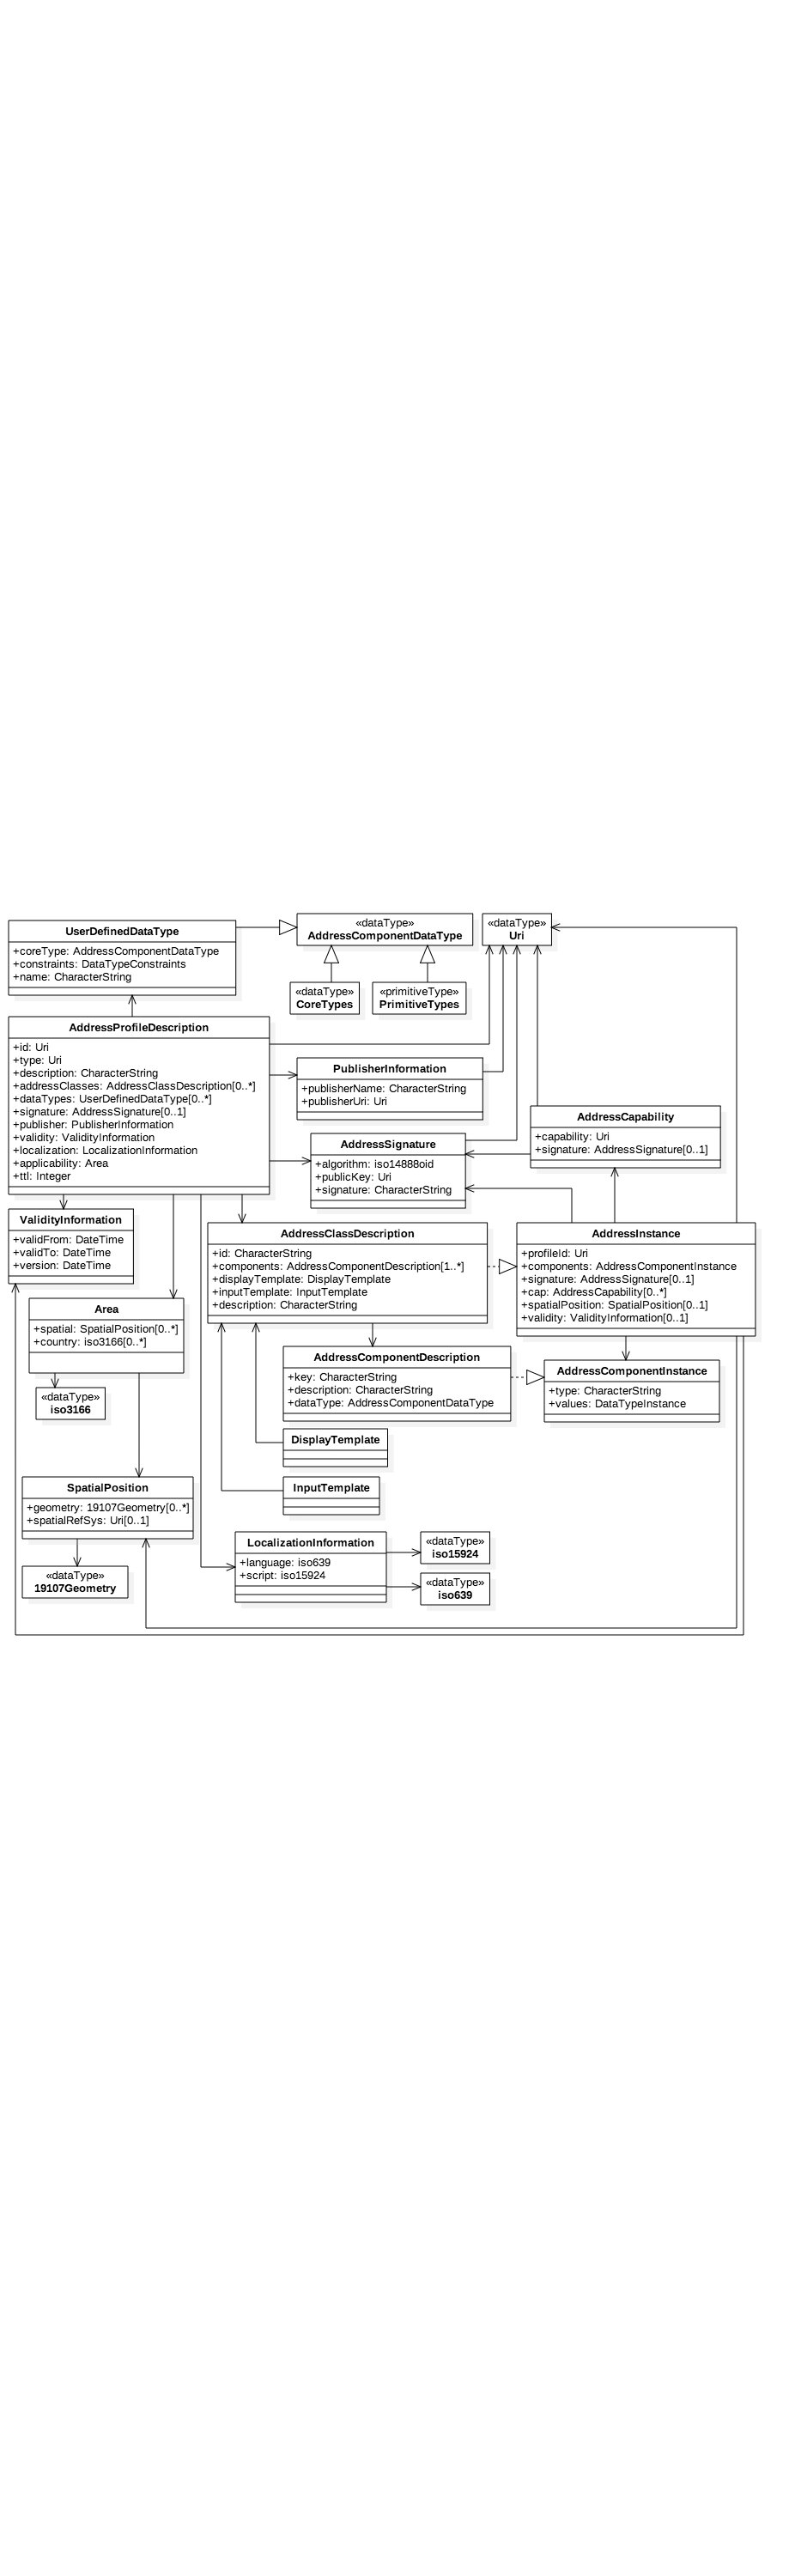 UserDefinedDataType
+coreType: AddressComponentDataType
+constraints: DataTypeConstraints
+name: CharacterString
«dataType»
AddressComponentDataType
«dataType»
Uri
«dataType»
CoreTypes
«primitiveType»
PrimitiveTypes
AddressProfileDescription
+id: Uri
+type: Uri
+description: CharacterString
+addressClasses: AddressClassDescription[0..*]
+dataTypes: UserDefinedDataType[0..*]
+signature: AddressSignature[0..1]
+publisher: PublisherInformation
+validity: ValidityInformation
+localization: LocalizationInformation
+applicability: Area
+ttl: Integer
PublisherInformation
+publisherName: CharacterString
+publisherUri: Uri
AddressSignature
+algorithm: iso14888oid
+publicKey: Uri
+signature: CharacterString
AddressCapability
+capability: Uri
+signature: AddressSignature[0..1]
ValidityInformation
+validFrom: DateTime
+validTo: DateTime
+version: DateTime
AddressClassDescription
+id: CharacterString
+components: AddressComponentDescription[1..*]
+displayTemplate: DisplayTemplate
+inputTemplate: InputTemplate
+description: CharacterString
AddressInstance
+profileId: Uri
+components: AddressComponentInstance
+signature: AddressSignature[0..1]
+cap: AddressCapability[0..*]
+spatialPosition: SpatialPosition[0..1]
+validity: ValidityInformation[0..1]
Area
+spatial: SpatialPosition[0..*]
+country: iso3166[0..*]
«dataType»
iso3166
AddressComponentDescription
+key: CharacterString
+description: CharacterString
+dataType: AddressComponentDataType
AddressComponentInstance
+type: CharacterString
+values: DataTypeInstance
DisplayTemplate
InputTemplate
SpatialPosition
+geometry: 19107Geometry[0..*]
+spatialRefSys: Uri[0..1]
«dataType»
19107Geometry
LocalizationInformation
+language: iso639
+script: iso15924
«dataType»
iso15924
«dataType»
iso639